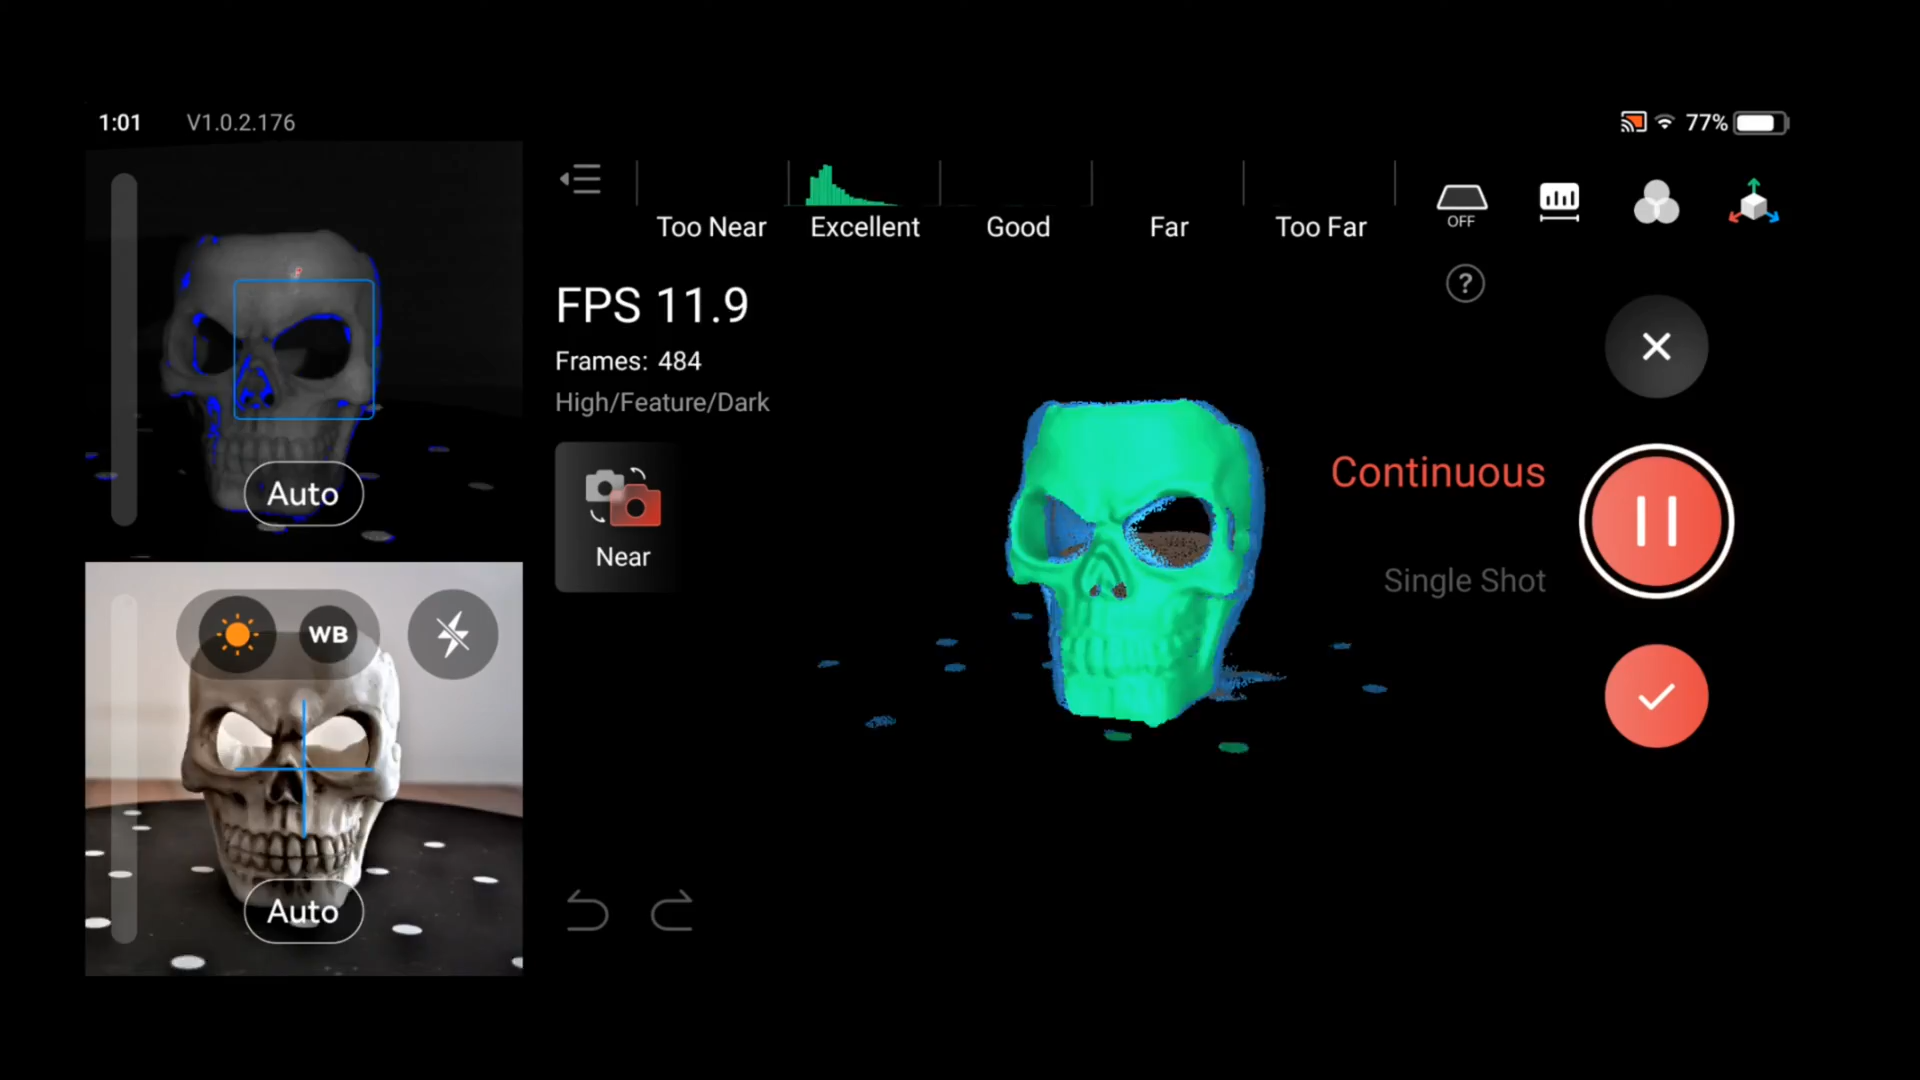 1:01 V1.0.2.176
77%
Too Near Excellent Good Far Too Far
OFF
?
FPS 11.9
Frames: 484
High/Feature/Dark
Near
Auto
WB
Auto
Continuous
Single Shot